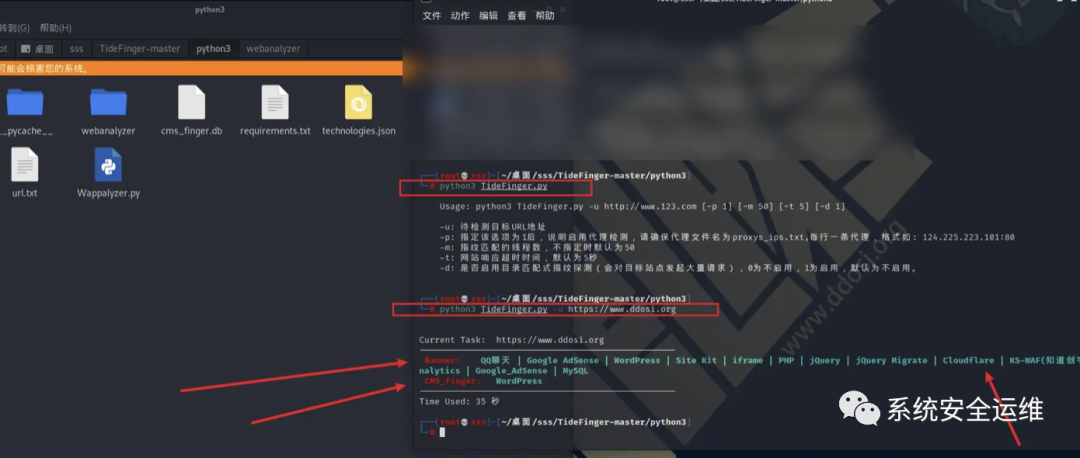 python3
转到(G) 帮助(H)
桌面 sss TideFinger-master python3 webanalyzer
可能会损害您的系统。
webanalyzer cms_finger.db requirements.txt technologies.json
url.txt Wappalyzer.py
文件 动作 编辑 查看 帮助
(root xss)-[~/桌面/sss/TideFinger-master/python3]
# python3 TideFinger.py
Usage: python3 TideFinger.py -u http://www.123.com [-p 1] [-m 50] [-t 5] [-d 1]
-u: 待检测目标URL地址
-p: 指定该选项为1后，说明启用代理检测，请确保代理文件名为proxys_ips.txt,每行一条代理，格式如: 124.225.223.101:80
-m: 指纹匹配的线程数，不指定时默认为50
-t: 网站响应超时时间，默认为5秒
-d: 是否启用目录匹配式指纹探测（会对目标站点发起大量请求），0为不启用，1为启用，默认为不启用。
(root xss)-[~/桌面/sss/TideFinger-master/python3]
# python3 TideFinger.py -u https://www.ddosi.org
Current Task: https://www.ddosi.org
Banner: QQ聊天 | Google AdSense | WordPress | Site Kit | iframe | PHP | jQuery | jQuery Migrate | Cloudflare | KS-WAF(知道创宇
nalytics | Google_AdSense | MySQL
CMS_finger: WordPress
Time Used: 35 秒
(root xss)-[~/桌面/sss/TideFinger-master/python3]
#
www.ddosi.org
系统安全运维